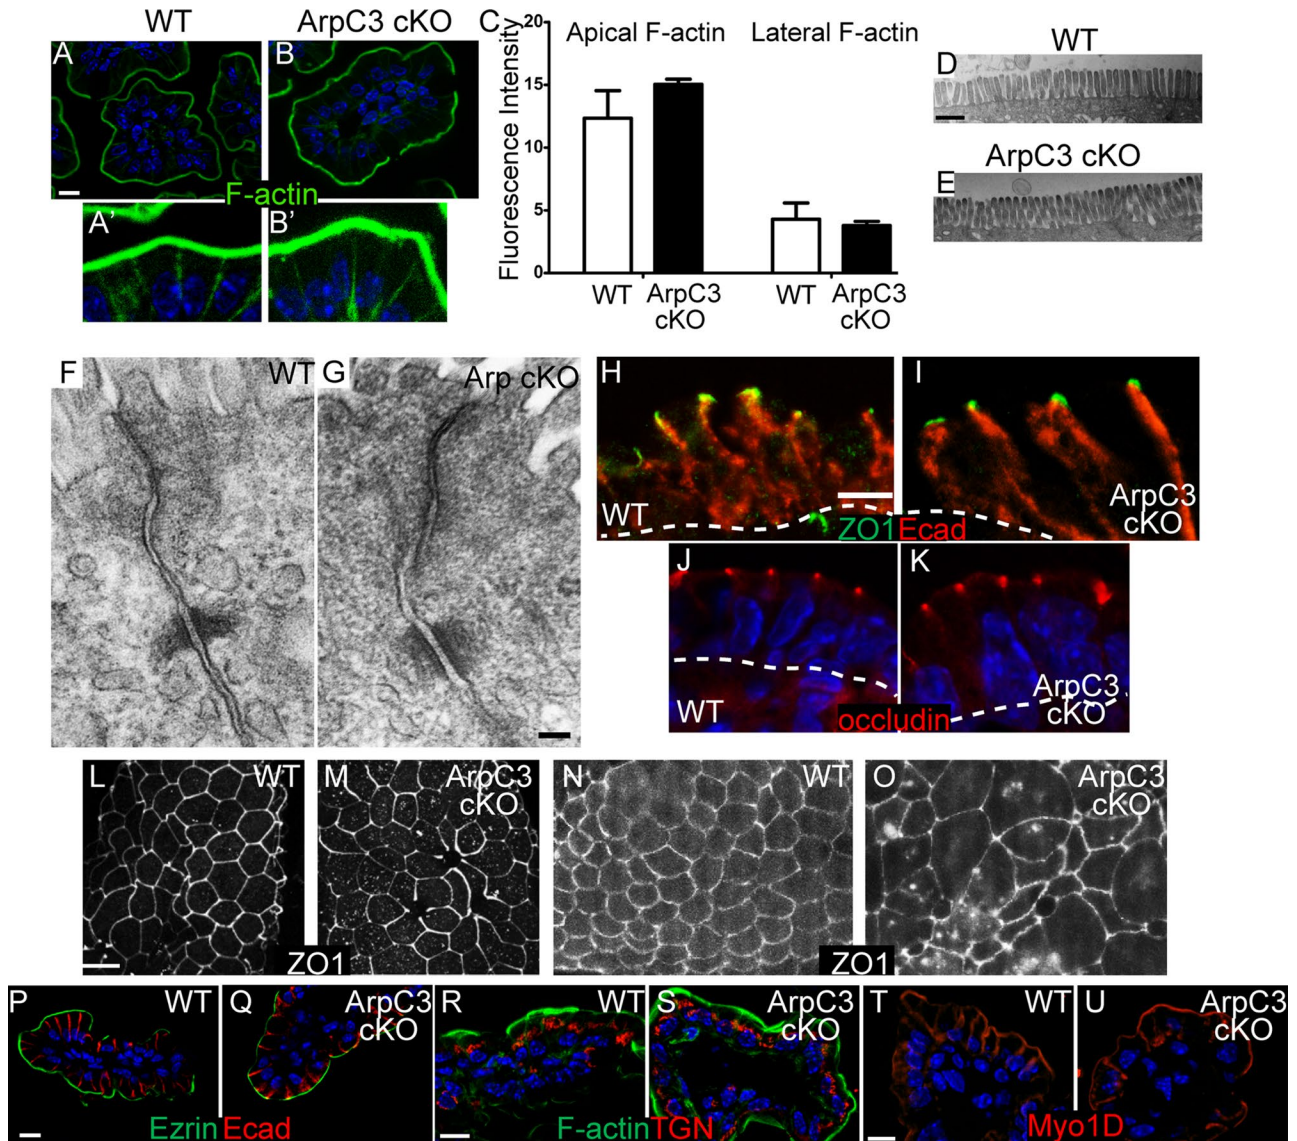 WT
ArpC3 cKO
A
B
F-actin
A’
B’
C
Fluorescence Intensity
20
15
10
5
0
Apical F-actin
Lateral F-actin
WT
ArpC3
cKO
WT
ArpC3
cKO
WT
D
ArpC3 cKO
E
F
WT
G
Arp cKO
H
WT
I
ArpC3
cKO
ZO1 Ecad
J
WT
K
ArpC3
cKO
occludin
L
WT
M
ArpC3
cKO
ZO1
N
WT
O
ArpC3
cKO
ZO1
P
WT
Q
ArpC3
cKO
Ezrin Ecad
R
WT
S
ArpC3
cKO
F-actin TGN
T
WT
U
ArpC3
cKO
Myo1D